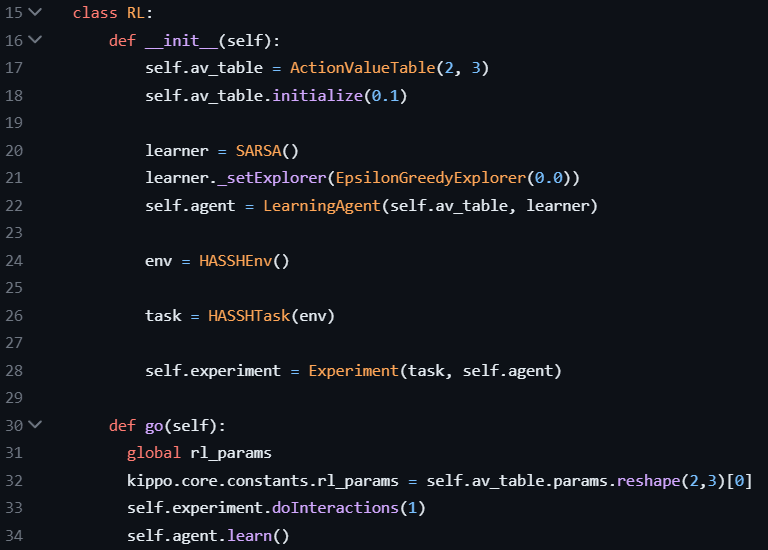 15 class RL:
16     def __init__(self):
17         self.av_table = ActionValueTable(2, 3)
18         self.av_table.initialize(0.1)
19
20         learner = SARSA()
21         learner._setExplorer(EpsilonGreedyExplorer(0.0))
22         self.agent = LearningAgent(self.av_table, learner)
23
24         env = HASSHEnv()
25
26         task = HASSHTask(env)
27
28         self.experiment = Experiment(task, self.agent)
29
30     def go(self):
31       global rl_params
32       kippo.core.constants.rl_params = self.av_table.params.reshape(2,3)[0]
33       self.experiment.doInteractions(1)
34       self.agent.learn()